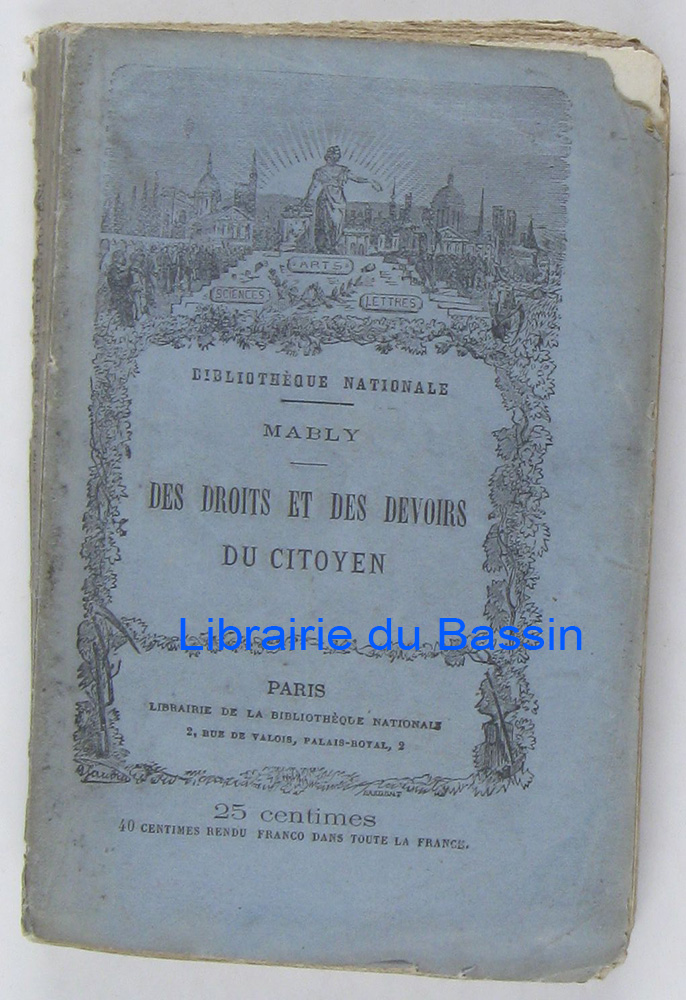 ARTS
SCIENCES
LETTRES
BIBLIOTHÈQUE NATIONALE
MABLY
DES DROITS ET DES DEVOIRS
DU CITOYEN
Librairie du Bassin
PARIS
LIBRAIRIE DE LA BIBLIOTHÈQUE NATIONALE
2, RUE DE VALOIS, PALAIS-ROYAL, 2
25 centimes
40 CENTIMES RENDU FRANCO DANS TOUTE LA FRANCE.